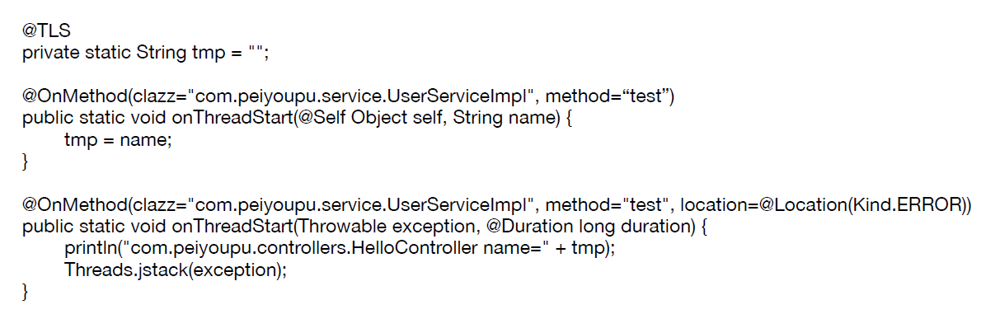 @TLS
private static String tmp = "";
@OnMethod(clazz="com.peiyoupu.service.UserServiceImpl", method=“test”)
public static void onThreadStart(@Self Object self, String name) {
tmp = name;
}
@OnMethod(clazz="com.peiyoupu.service.UserServiceImpl", method="test", location=@Location(Kind.ERROR))
public static void onThreadStart(Throwable exception, @Duration long duration) {
println("com.peiyoupu.controllers.HelloController name=" + tmp);
Threads.jstack(exception);
}